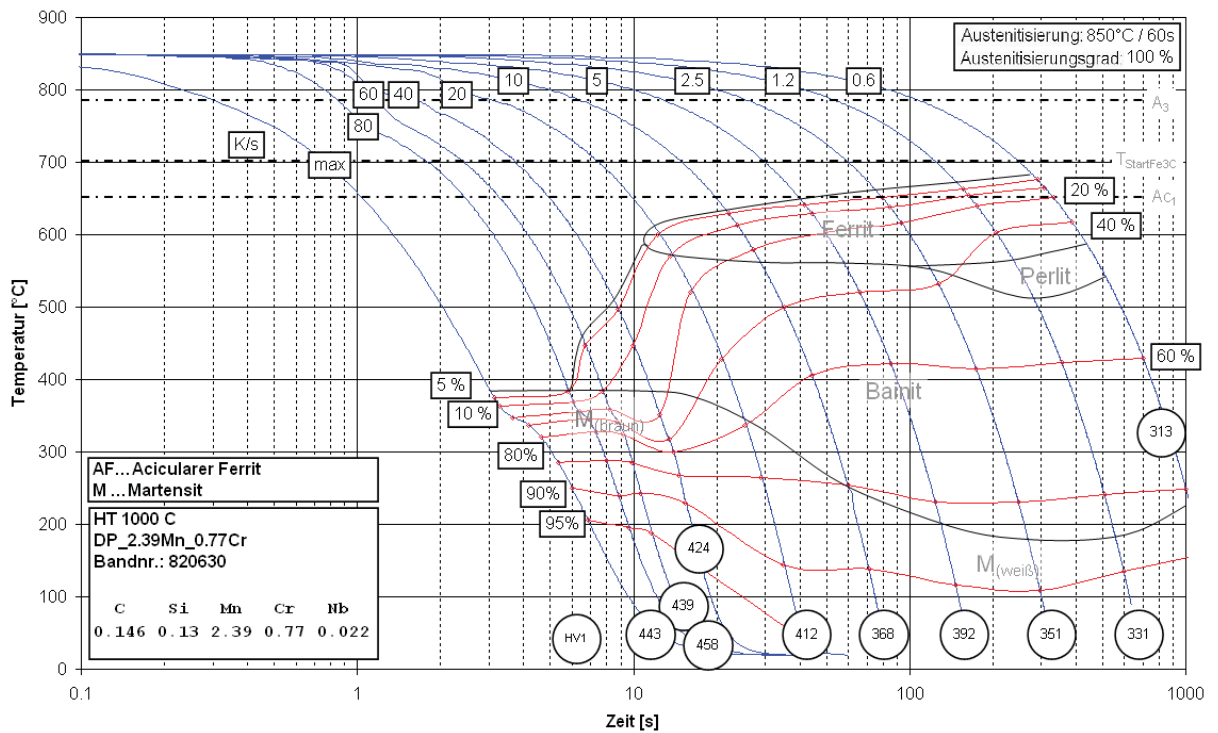 Temperatur [°C]
900
800
700
600
500
400
300
200
100
0
0.1
1
10
100
1000
Zeit [s]
Austenitisierung: 850°C / 60s
Austenitisierungsgrad: 100 %
A3
TStartFe3C
Ac1
K/s
max
80
60
40
20
10
5
2.5
1.2
0.6
20 %
40 %
60 %
5 %
10 %
80%
90%
95%
Ferrit
Perlit
Bainit
M(braun)
M(weiß)
AF... Acicularer Ferrit
M ... Martensit
HT 1000 C
DP_2.39Mn_0.77Cr
Bandnr.: 820630
C Si Mn Cr Nb
0.146 0.13 2.39 0.77 0.022
HV1
443
439
424
458
412
368
392
351
331
313